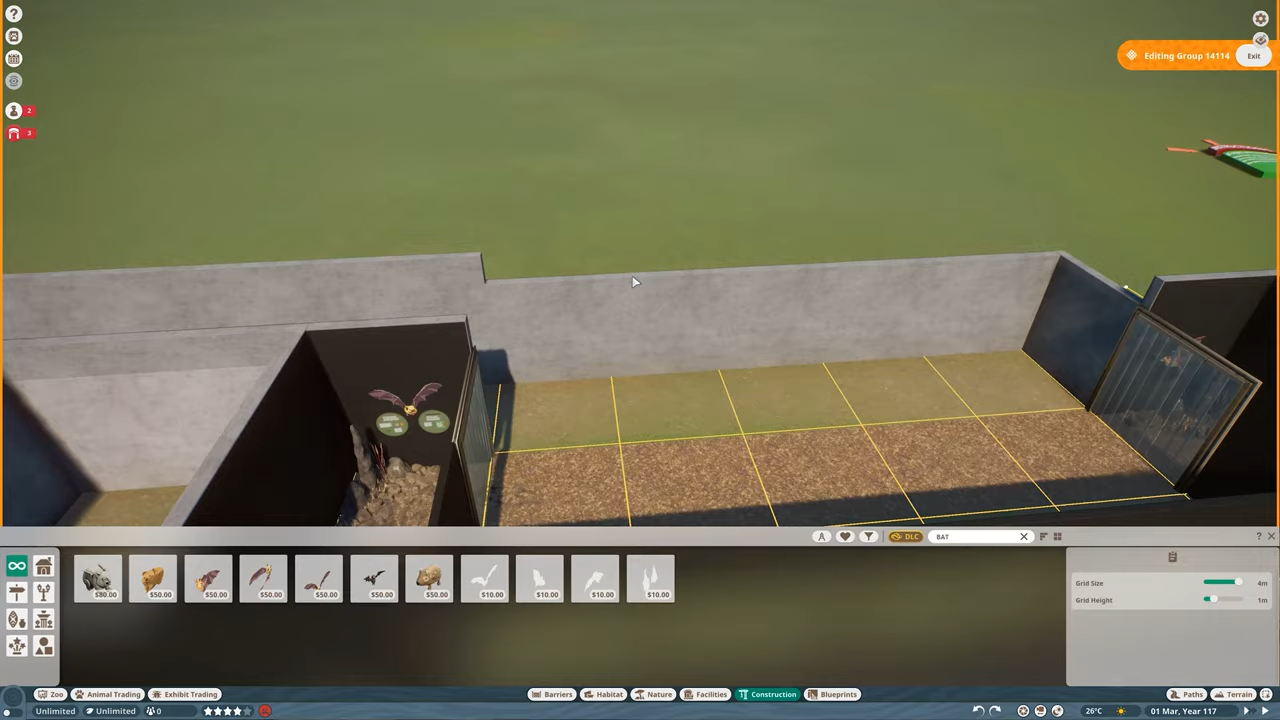 ?
Editing Group 14114
Exit
2
3
DLC
BAT
?
$80.00
$50.00
$50.00
$50.00
$50.00
$50.00
$50.00
$10.00
$10.00
$10.00
$10.00
Grid Size
4m
Grid Height
1m
Zoo
Animal Trading
Exhibit Trading
Barriers
Habitat
Nature
Facilities
Construction
Blueprints
Paths
Terrain
Unlimited
Unlimited
0
26°C
01 Mar, Year 117